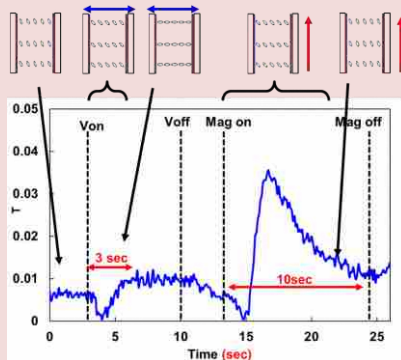 0.05
0.04
0.03
0.02
0.01
0
T
Von
Voff
Mag on
Mag off
3 sec
10sec
0
5
10
15
20
25
Time (sec)